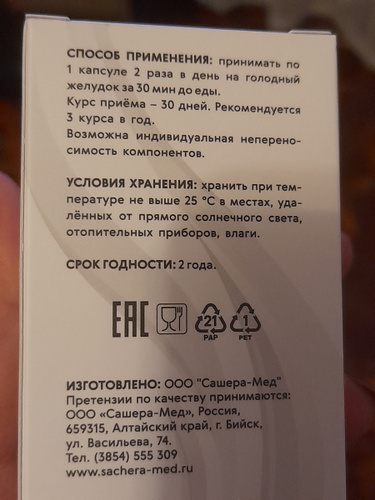 СПОСОБ ПРИМЕНЕНИЯ: принимать по
1 капсуле 2 раза в день на голодный
желудок за 30 мин до еды.
Курс приёма – 30 дней. Рекомендуется
3 курса в год.
Возможна индивидуальная неперено-
симость компонентов.
УСЛОВИЯ ХРАНЕНИЯ: хранить при тем-
пературе не выше 25 °С в местах, уда-
лённых от прямого солнечного света,
отопительных приборов, влаги.
СРОК ГОДНОСТИ: 2 года.
EAC 21 1
PAP PET
ИЗГОТОВЛЕНО: ООО "Сашера-Мед"
Претензии по качеству принимаются:
ООО «Сашера-Мед», Россия,
659315, Алтайский край, г. Бийск,
ул. Васильева, 74.
Тел. (3854) 555 309
www.sachera-med.ru